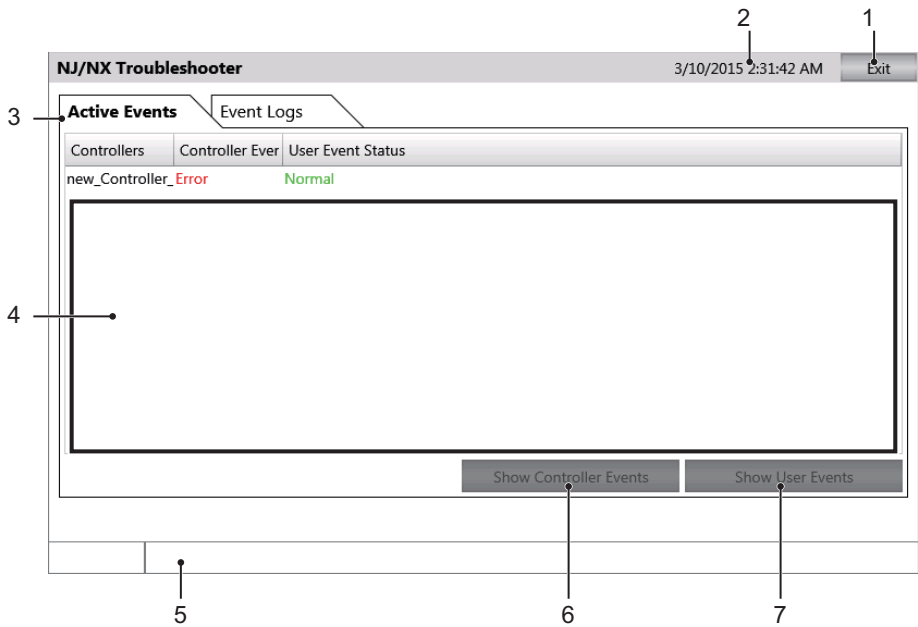 2 1
NJ/NX Troubleshooter 3/10/2015 2:31:42 AM Exit
3 Active Events Event Logs
Controllers Controller Ever User Event Status
new_Controller_ Error Normal
4
Show Controller Events Show User Events
5 6 7